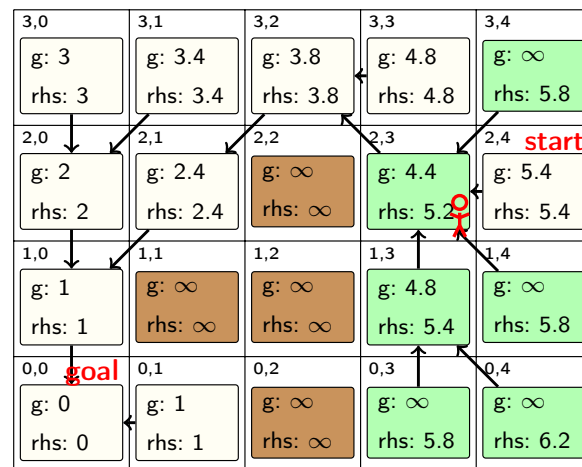 3,0 3,1 3,2 3,3 3,4
g: 3 g: 3.4 g: 3.8 g: 4.8 g: ∞
rhs: 3 rhs: 3.4 rhs: 3.8 rhs: 4.8 rhs: 5.8
2,0 2,1 2,2 2,3 2,4
start
g: 2 g: 2.4 g: ∞ g: 4.4 g: 5.4
rhs: 2 rhs: 2.4 rhs: ∞ rhs: 5.2 rhs: 5.4
1,0 1,1 1,2 1,3 1,4
g: 1 g: ∞ g: ∞ g: 4.8 g: ∞
rhs: 1 rhs: ∞ rhs: ∞ rhs: 5.4 rhs: 5.8
0,0 goal 0,1 0,2 0,3 0,4
g: 0 g: 1 g: ∞ g: ∞ g: ∞
rhs: 0 rhs: 1 rhs: ∞ rhs: 5.8 rhs: 6.2